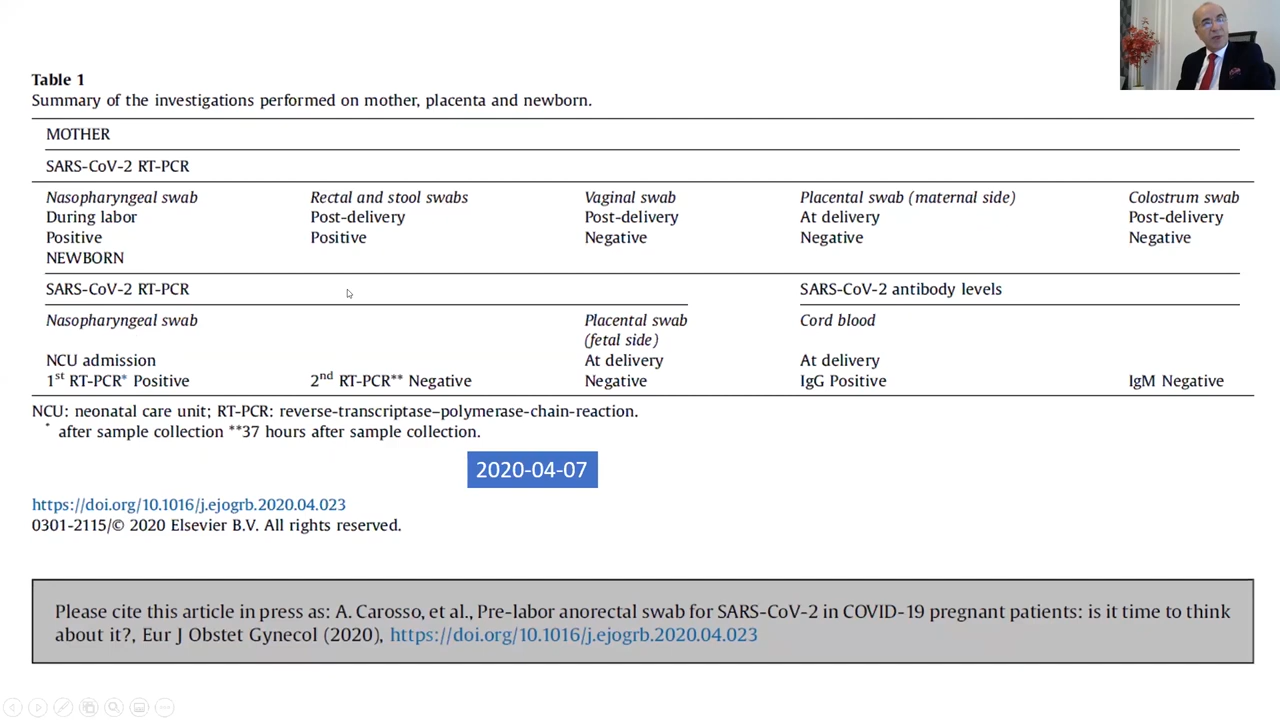 Table 1
Summary of the investigations performed on mother, placenta and newborn.
MOTHER
SARS-CoV-2 RT-PCR
Nasopharyngeal swab Rectal and stool swabs Vaginal swab Placental swab (maternal side) Colostrum swab
During labor Post-delivery Post-delivery At delivery Post-delivery
Positive Positive Negative Negative Negative
NEWBORN
SARS-CoV-2 RT-PCR SARS-CoV-2 antibody levels
Nasopharyngeal swab Placental swab Cord blood
(fetal side)
NCU admission At delivery At delivery
1st RT-PCR* Positive 2nd RT-PCR** Negative Negative IgG Positive IgM Negative
NCU: neonatal care unit; RT-PCR: reverse-transcriptase–polymerase-chain-reaction.
* after sample collection **37 hours after sample collection.
2020-04-07
https://doi.org/10.1016/j.ejogrb.2020.04.023
0301-2115/© 2020 Elsevier B.V. All rights reserved.
Please cite this article in press as: A. Carosso, et al., Pre-labor anorectal swab for SARS-CoV-2 in COVID-19 pregnant patients: is it time to think
about it?, Eur J Obstet Gynecol (2020), https://doi.org/10.1016/j.ejogrb.2020.04.023